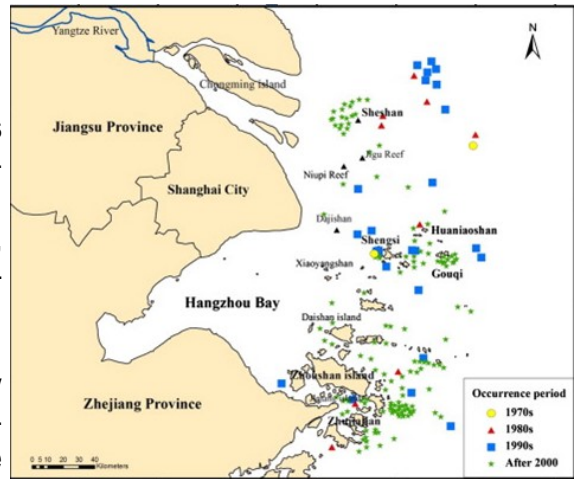 Yangtze River
N
Chongming island
Sheshan
Jiangsu Province
Jigu Reef
Niupi Reef
Shanghai City
Dajishan
Huaniaoshan
Shengsi
Xiaoyangshan
Gouqi
Hangzhou Bay
Daishan island
Zhoushan island
Zhujiajian
Zhejiang Province
Occurrence period
1970s
1980s
1990s
After 2000
0 5 10 20 30 40
Kilometers